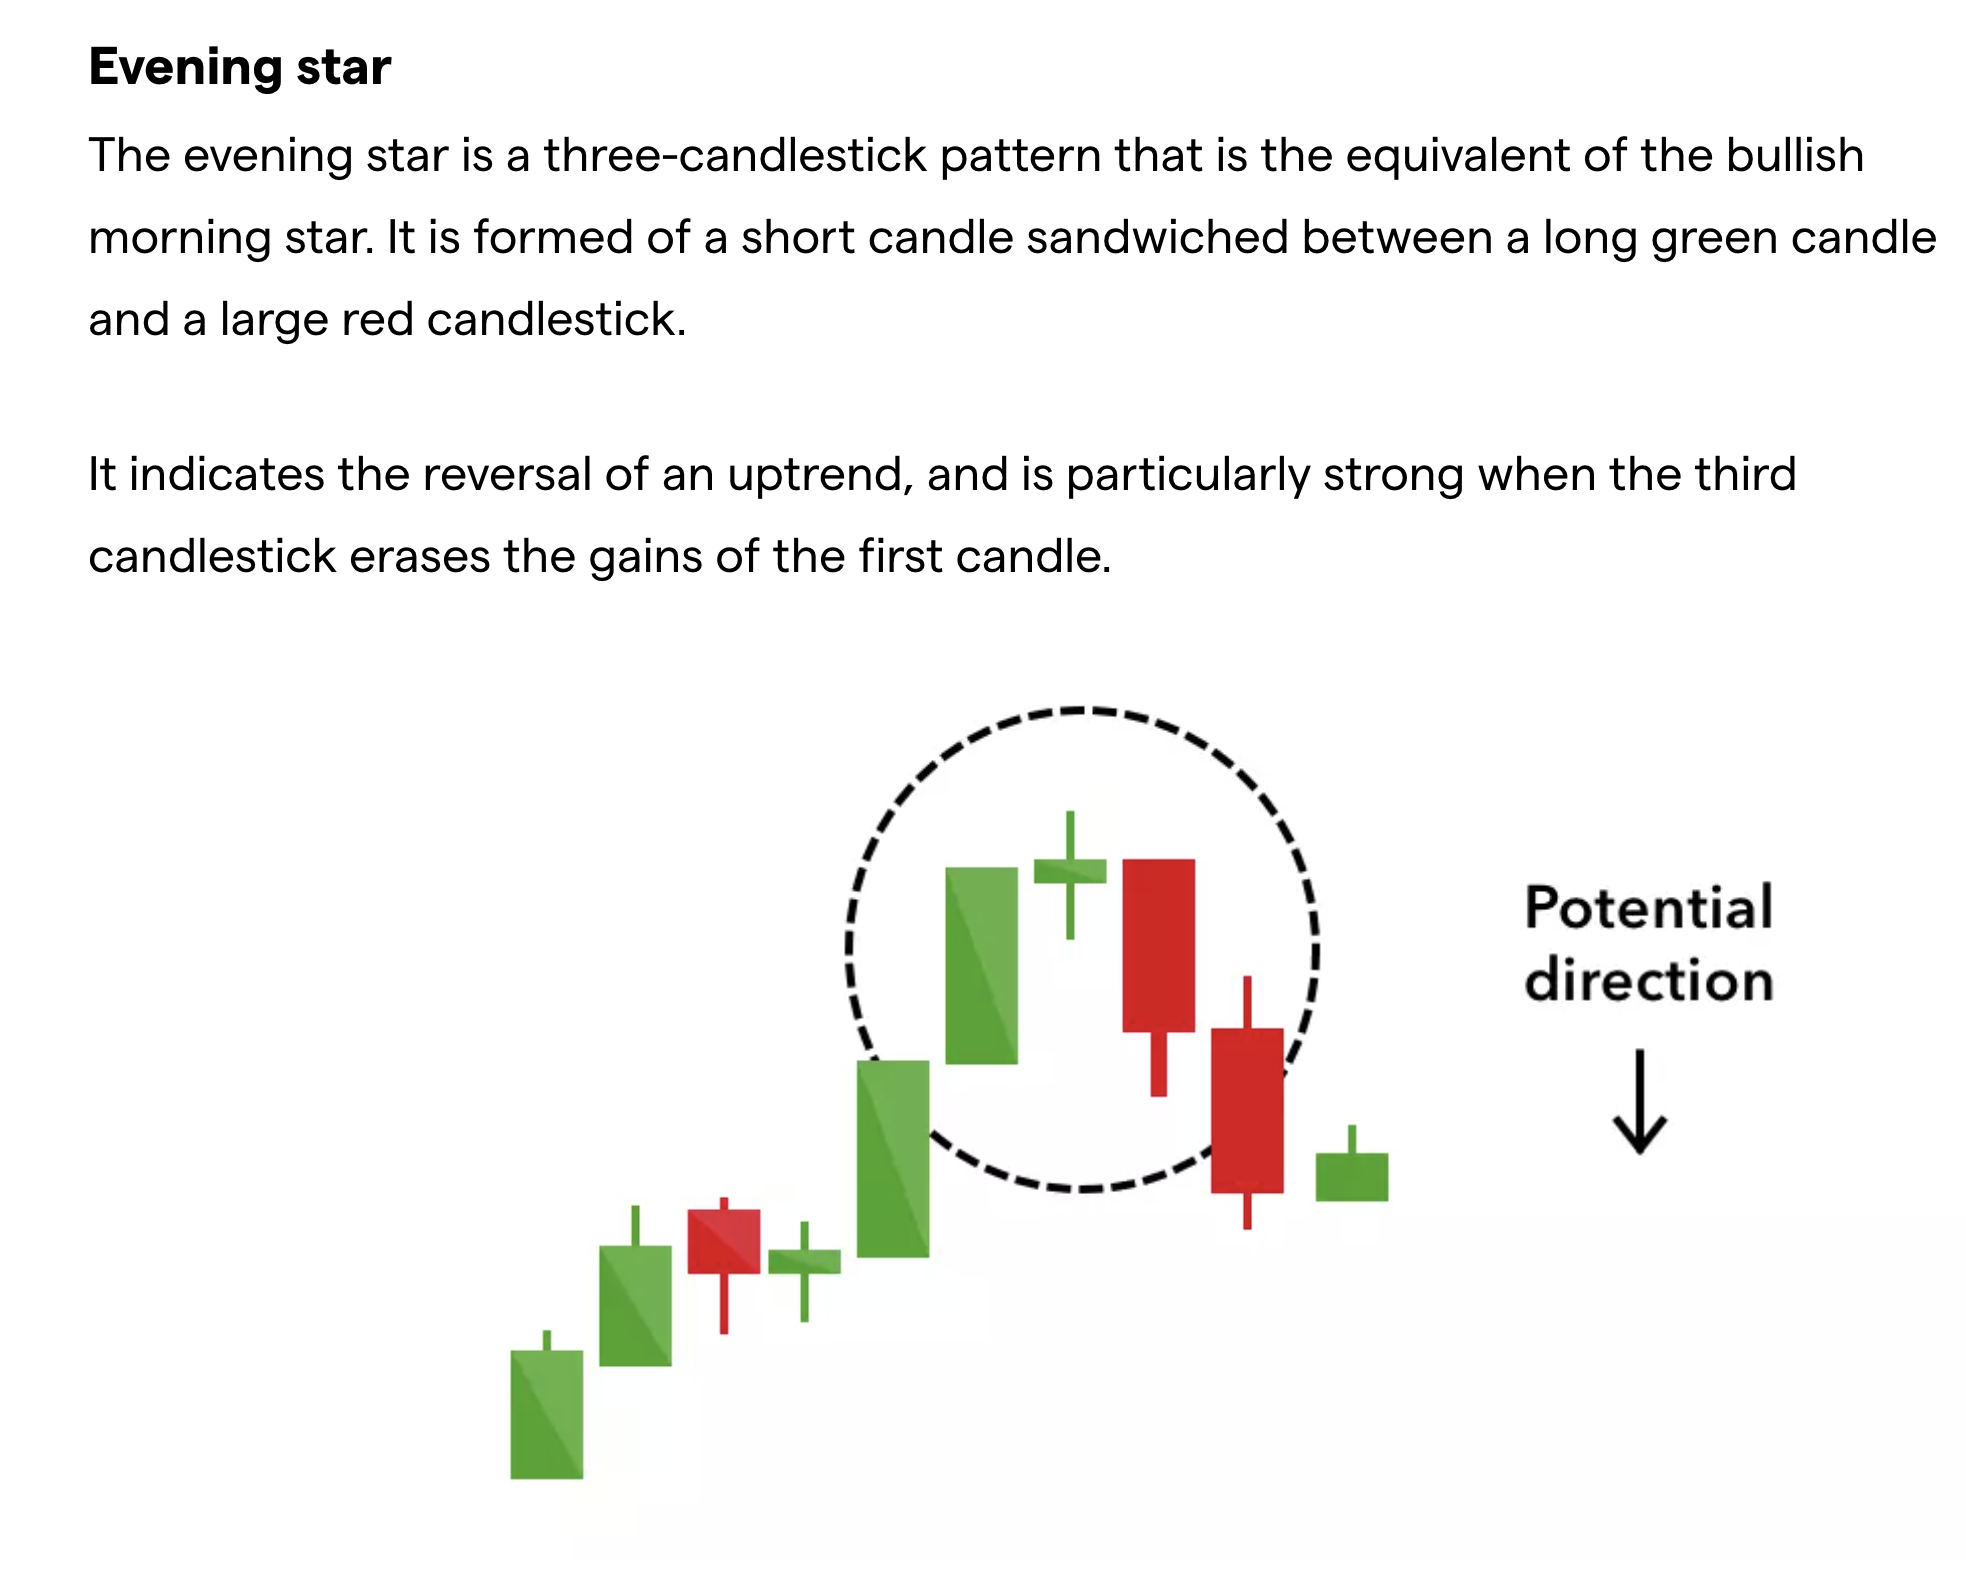 Evening star
The evening star is a three-candlestick pattern that is the equivalent of the bullish
morning star. It is formed of a short candle sandwiched between a long green candle
and a large red candlestick.
It indicates the reversal of an uptrend, and is particularly strong when the third
candlestick erases the gains of the first candle.
Potential
direction